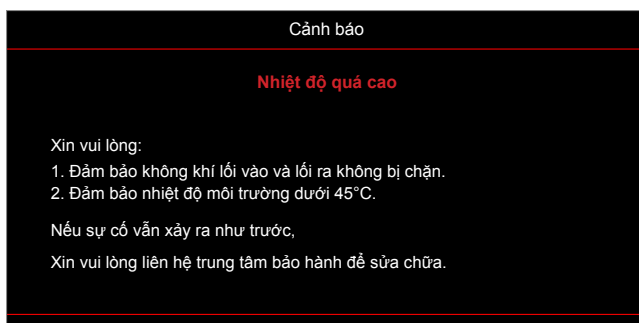 Cảnh báo
Nhiệt độ quá cao
Xin vui lòng:
1. Đảm bảo không khí lối vào và lối ra không bị chặn.
2. Đảm bảo nhiệt độ môi trường dưới 45°C.
Nếu sự cố vẫn xảy ra như trước,
Xin vui lòng liên hệ trung tâm bảo hành để sửa chữa.